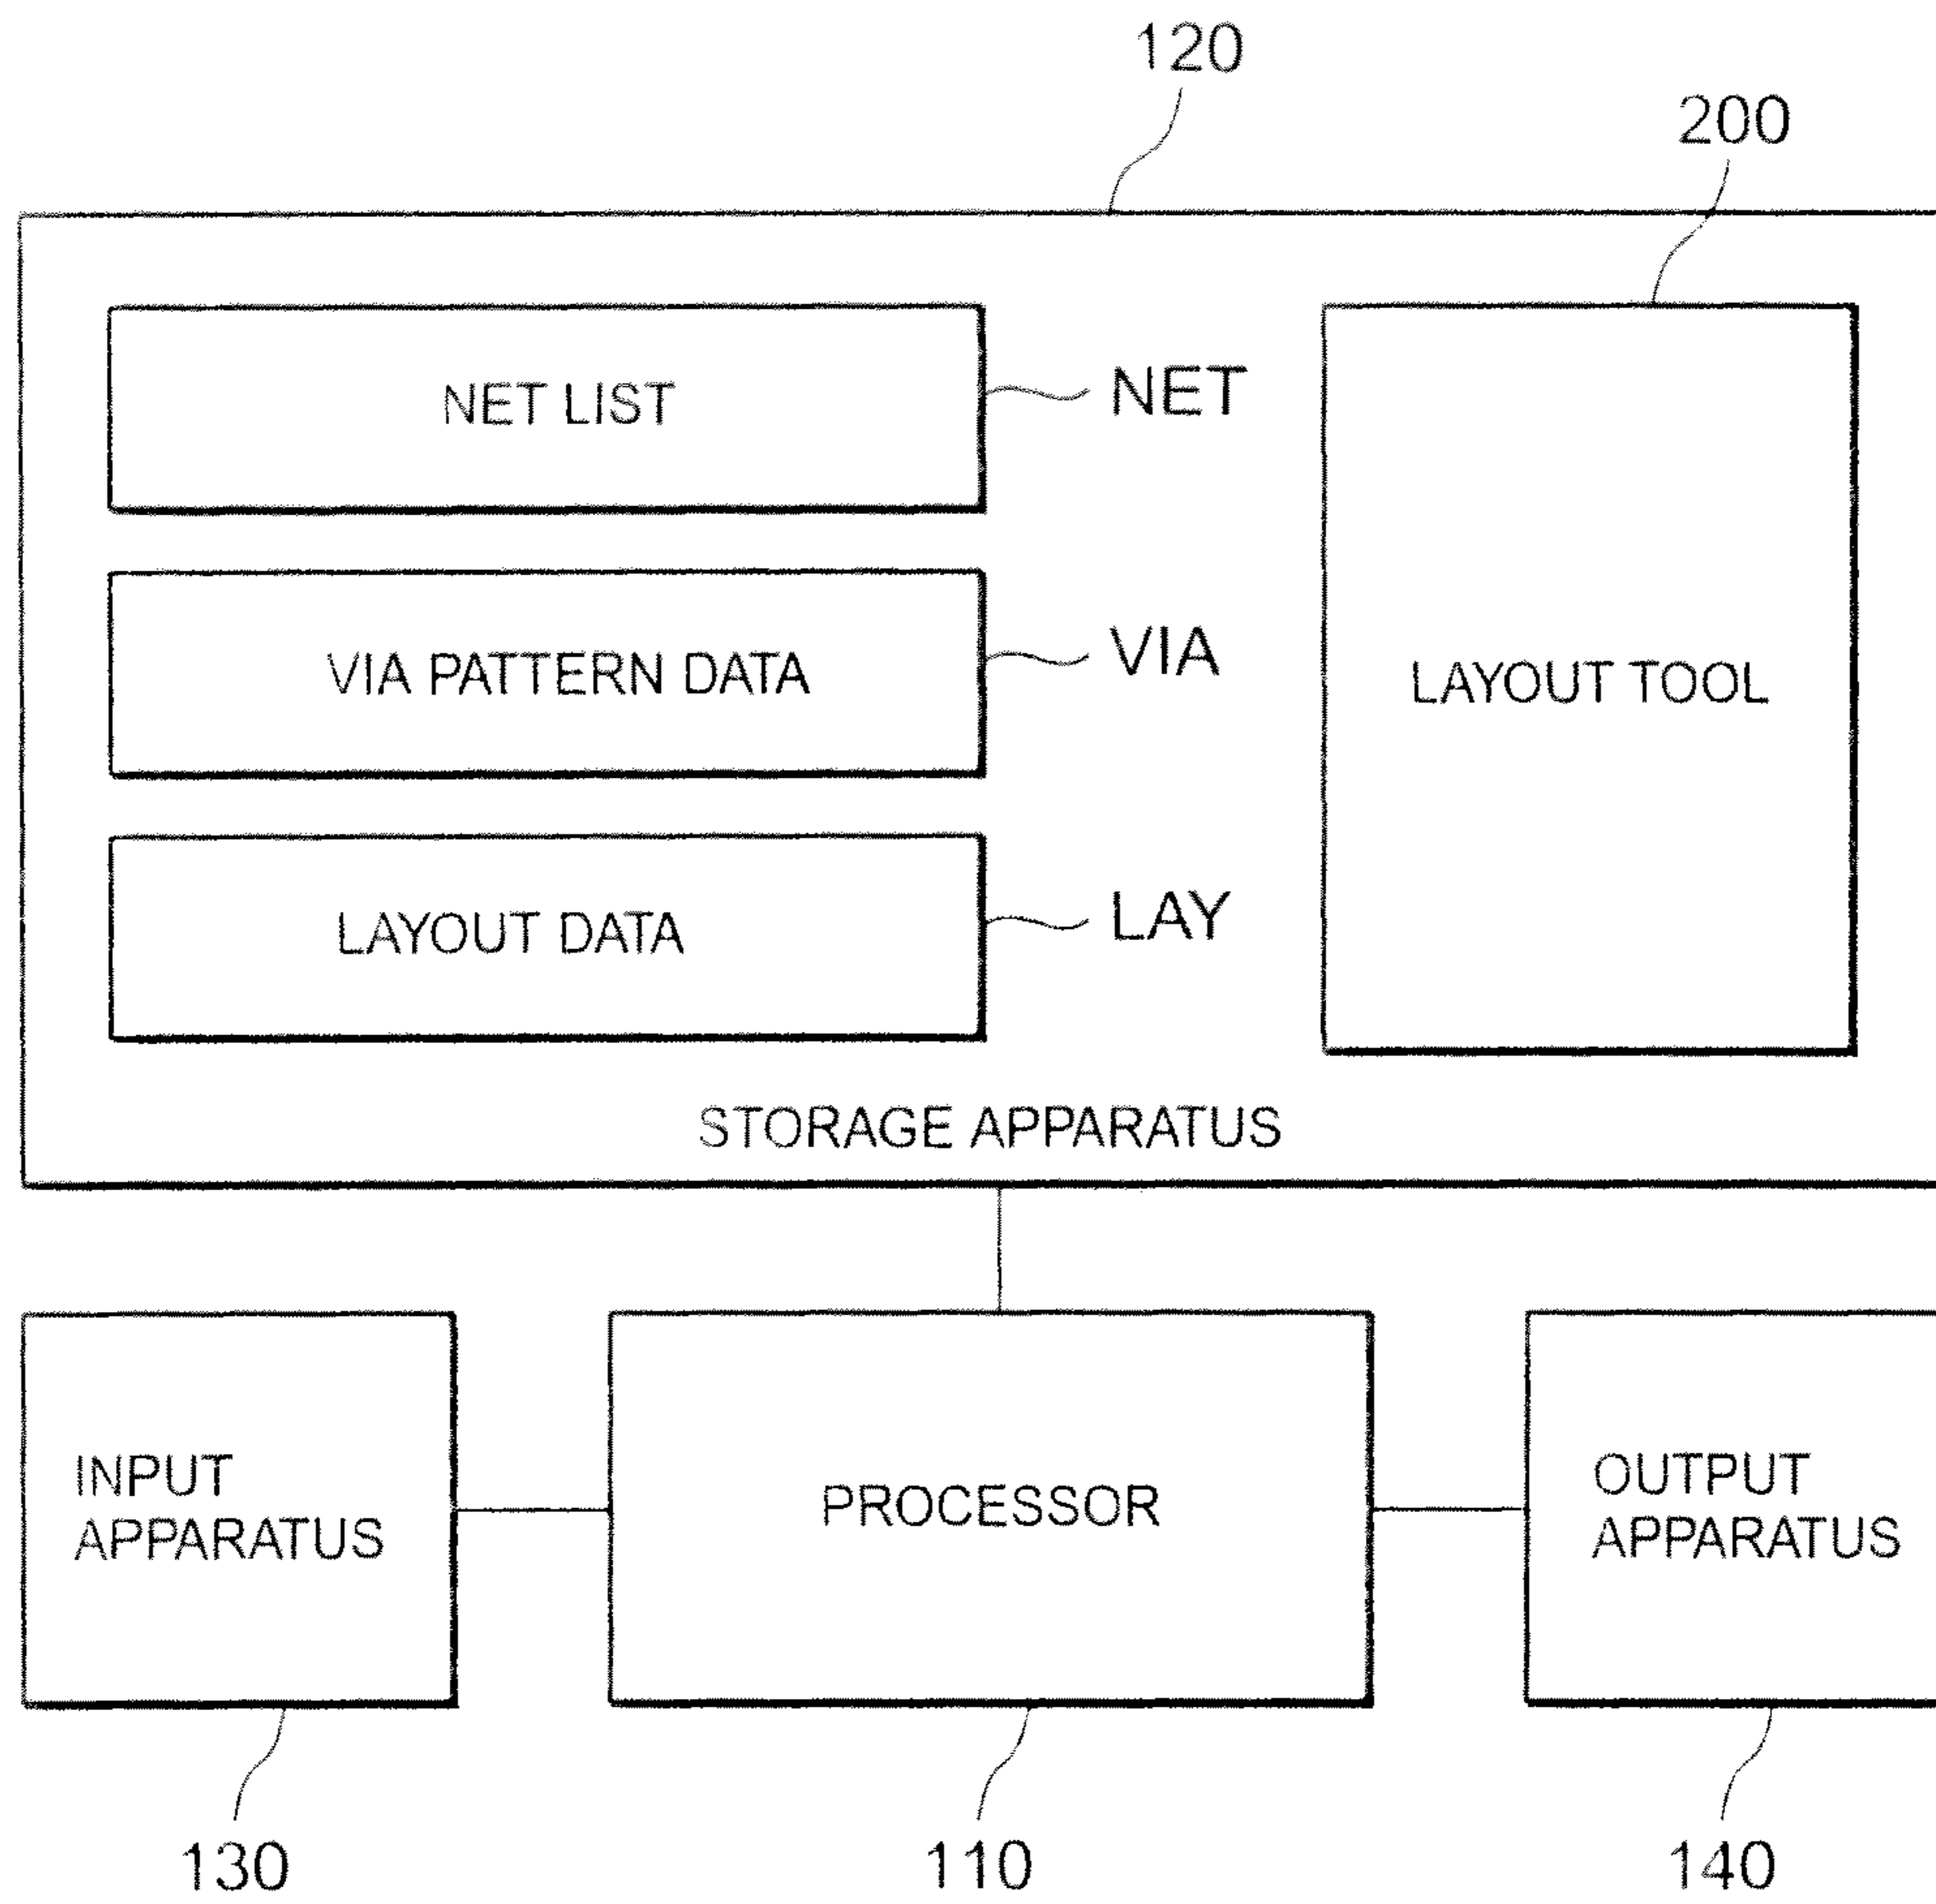 120
200
NET LIST
NET
VIA PATTERN DATA
VIA
LAYOUT TOOL
LAYOUT DATA
LAY
STORAGE APPARATUS
INPUT
APPARATUS
PROCESSOR
OUTPUT
APPARATUS
130
110
140